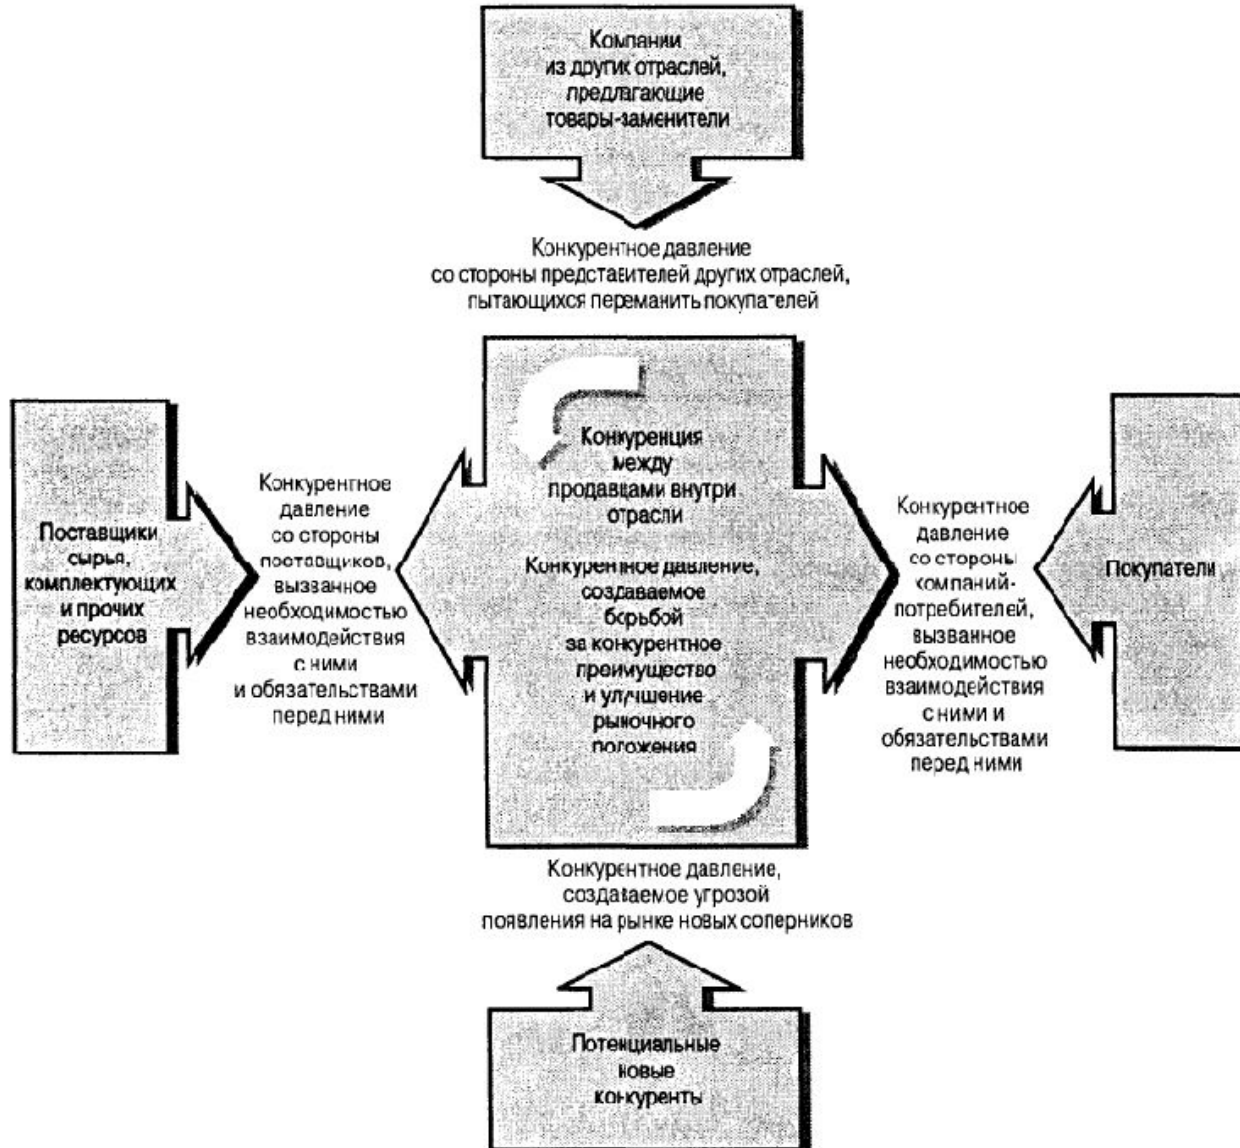 Компании
из других отраслей,
предлагающие
товары-заменители
Конкурентное давление
со стороны представителей других отраслей,
пытающихся переманить покупателей
Поставщики
сырья,
комплектующих
и прочих
ресурсов
Конкурентное
давление
со стороны
поставщиков,
вызванное
необходимостью
взаимодействия
с ними
и обязательствами
перед ними
Конкуренция
между
продавцами внутри
отрасли
Конкурентное давление,
создаваемое
борьбой
за конкурентное
преимущество
и улучшение
рыночного
положения
Конкурентное
давление
со стороны
компаний-
потребителей,
вызванное
необходимостью
взаимодействия
с ними и
обязательствами
перед ними
Покупатели
Конкурентное давление,
создаваемое угрозой
появления на рынке новых соперников
Потенциальные
новые
конкуренты